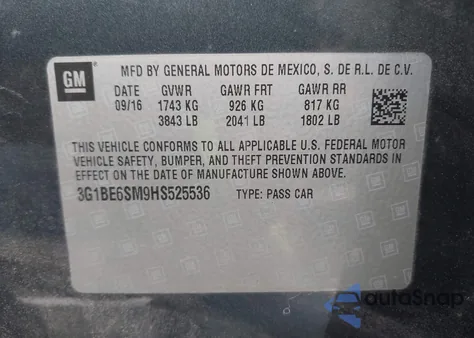 GM
MFD BY GENERAL MOTORS DE MEXICO, S. DE R.L. DE C.V.
DATE GVWR GAWR FRT GAWR RR
09/16 1743 KG 926 KG 817 KG
3843 LB 2041 LB 1802 LB
THIS VEHICLE CONFORMS TO ALL APPLICABLE U.S. FEDERAL MOTOR
VEHICLE SAFETY, BUMPER, AND THEFT PREVENTION STANDARDS IN
EFFECT ON THE DATE OF MANUFACTURE SHOWN ABOVE.
3G1BE6SM9HS525536 TYPE: PASS CAR
autoSnap